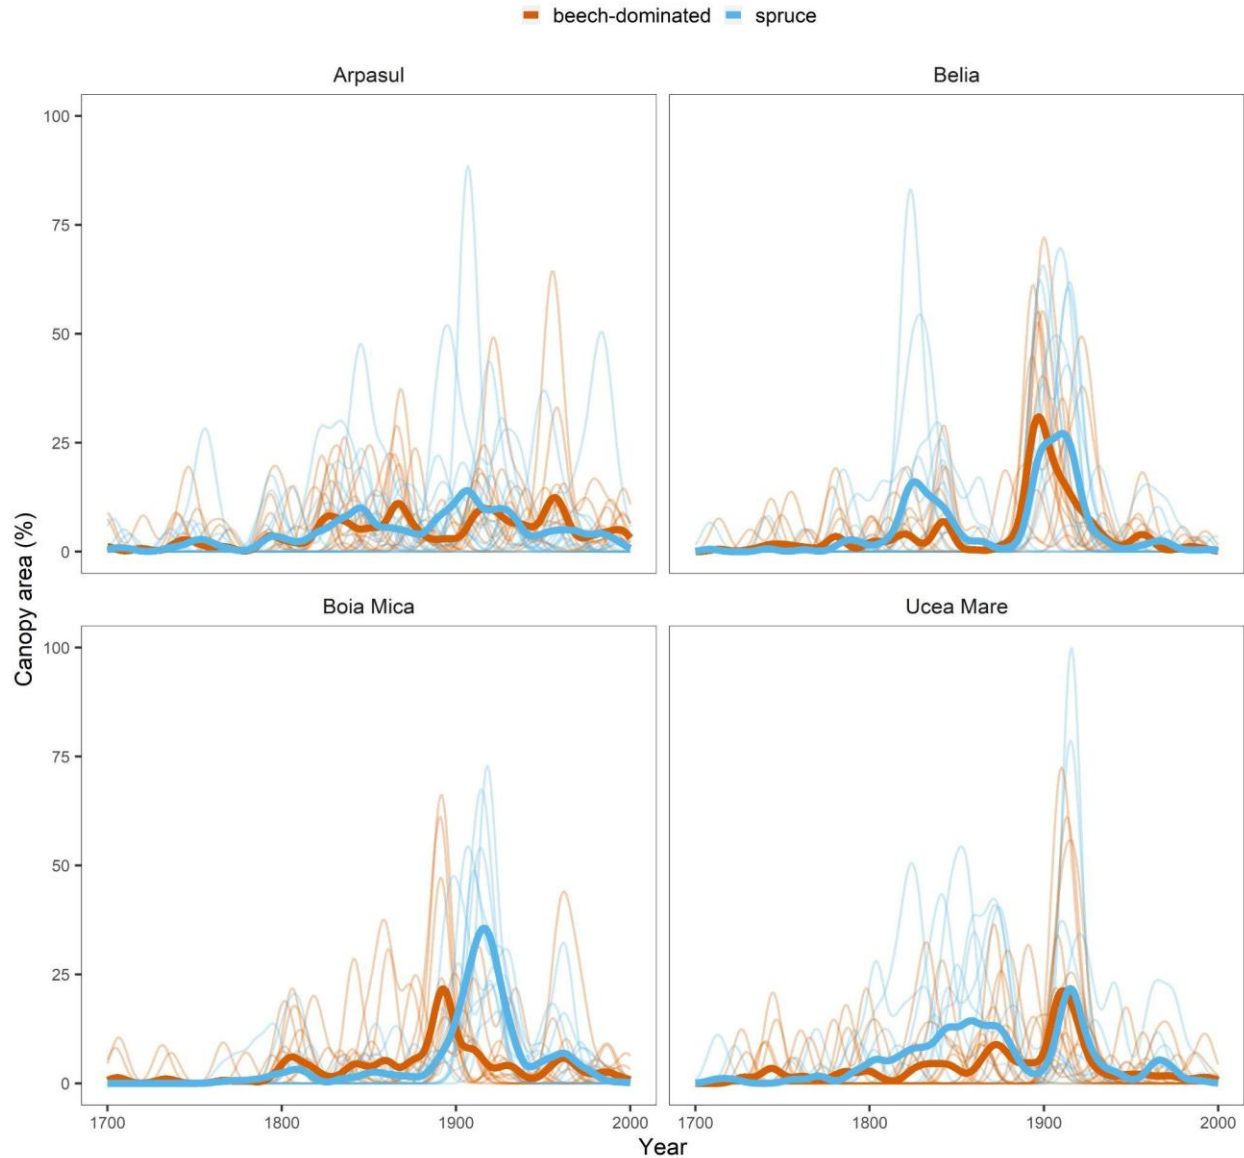 beech-dominated spruce
Arpasul Belia
100
75
50
25
0
Boia Mica Ucea Mare
100
75
50
25
0
Canopy area (%)
1700 1800 1900 2000 1700 1800 1900 2000
Year